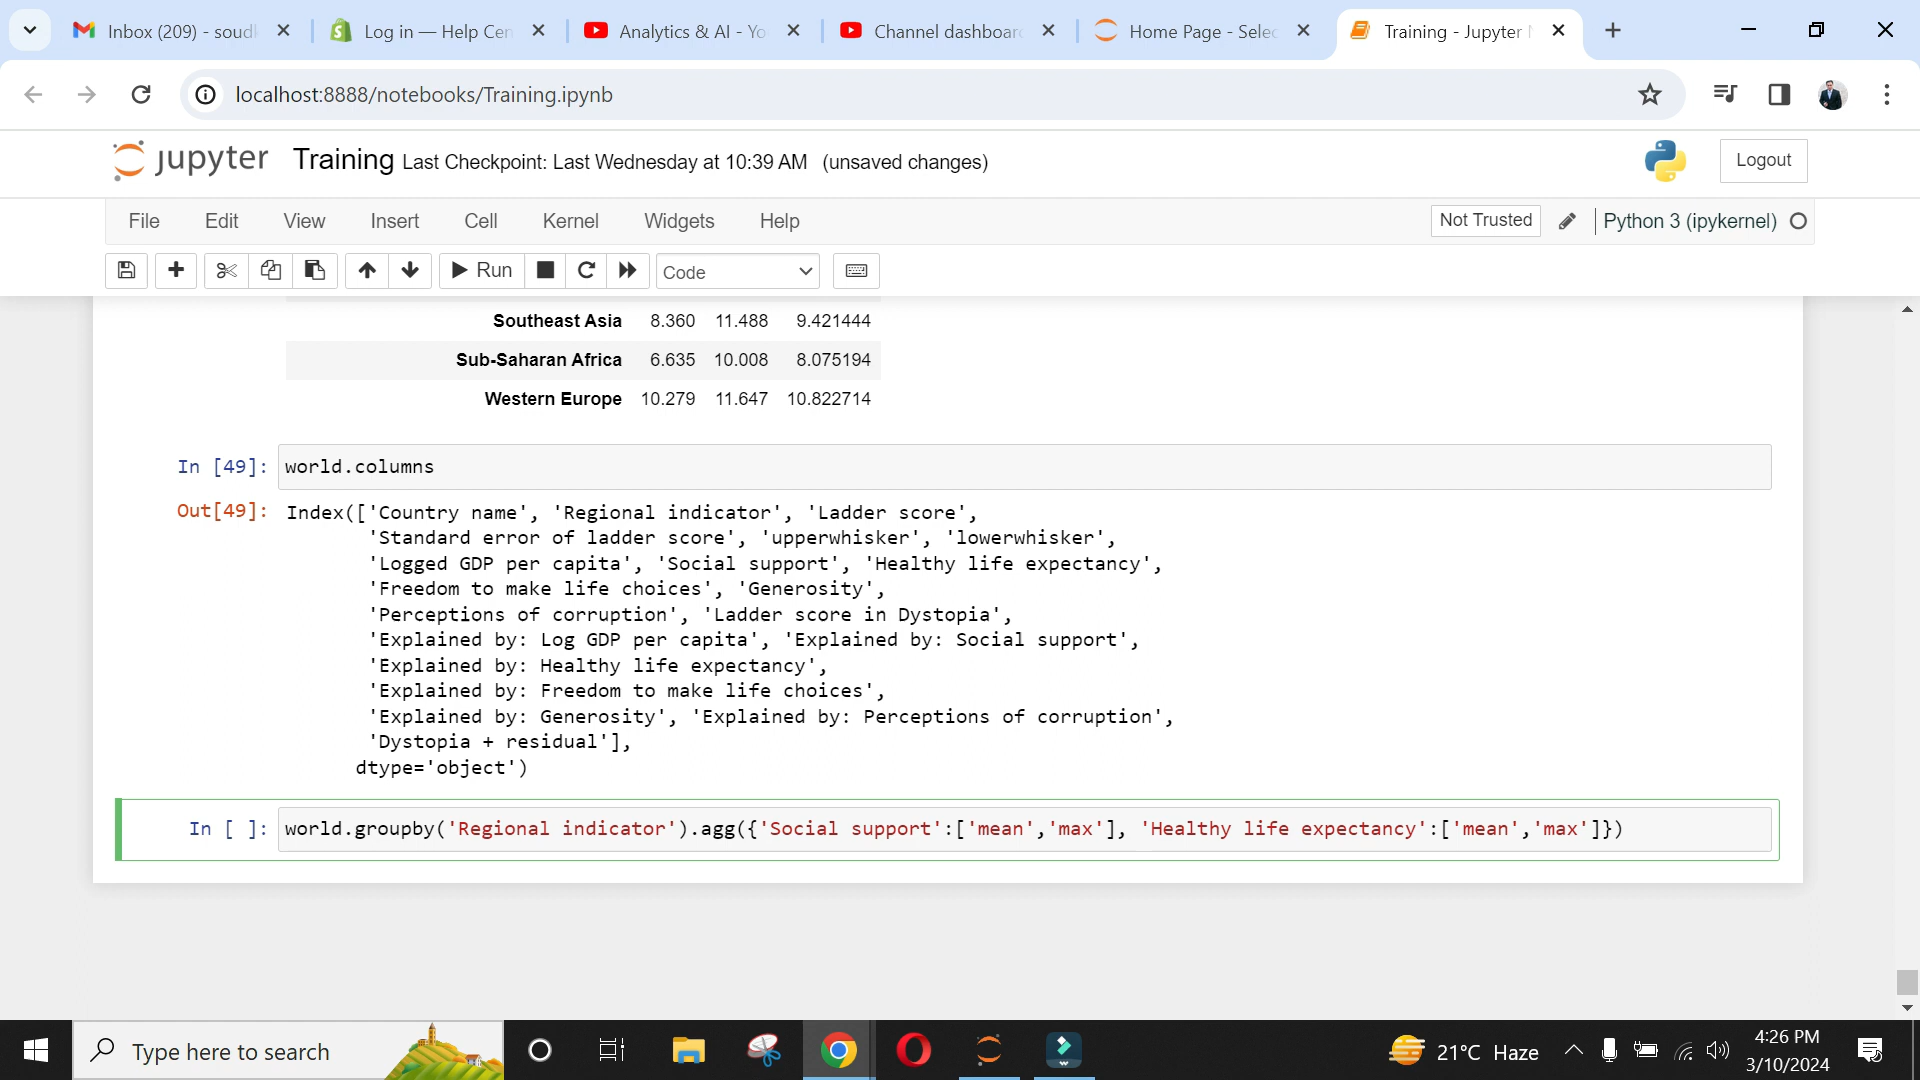 Inbox (209) - soud
Log in — Help Cen
Analytics & AI - Yo
Channel dashboar
Home Page - Selec
Training - Jupyter
localhost:8888/notebooks/Training.ipynb
jupyter Training Last Checkpoint: Last Wednesday at 10:39 AM (unsaved changes)
Logout
File Edit View Insert Cell Kernel Widgets Help
Not Trusted
Python 3 (ipykernel)
Run
Code
Southeast Asia 8.360 11.488 9.421444
Sub-Saharan Africa 6.635 10.008 8.075194
Western Europe 10.279 11.647 10.822714
In [49]: world.columns
Out[49]: Index(['Country name', 'Regional indicator', 'Ladder score',
'Standard error of ladder score', 'upperwhisker', 'lowerwhisker',
'Logged GDP per capita', 'Social support', 'Healthy life expectancy',
'Freedom to make life choices', 'Generosity',
'Perceptions of corruption', 'Ladder score in Dystopia',
'Explained by: Log GDP per capita', 'Explained by: Social support',
'Explained by: Healthy life expectancy',
'Explained by: Freedom to make life choices',
'Explained by: Generosity', 'Explained by: Perceptions of corruption',
'Dystopia + residual'],
dtype='object')
In [ ]: world.groupby('Regional indicator').agg({'Social support':['mean','max'], 'Healthy life expectancy':['mean','max']})
Type here to search
21°C Haze
4:26 PM
3/10/2024